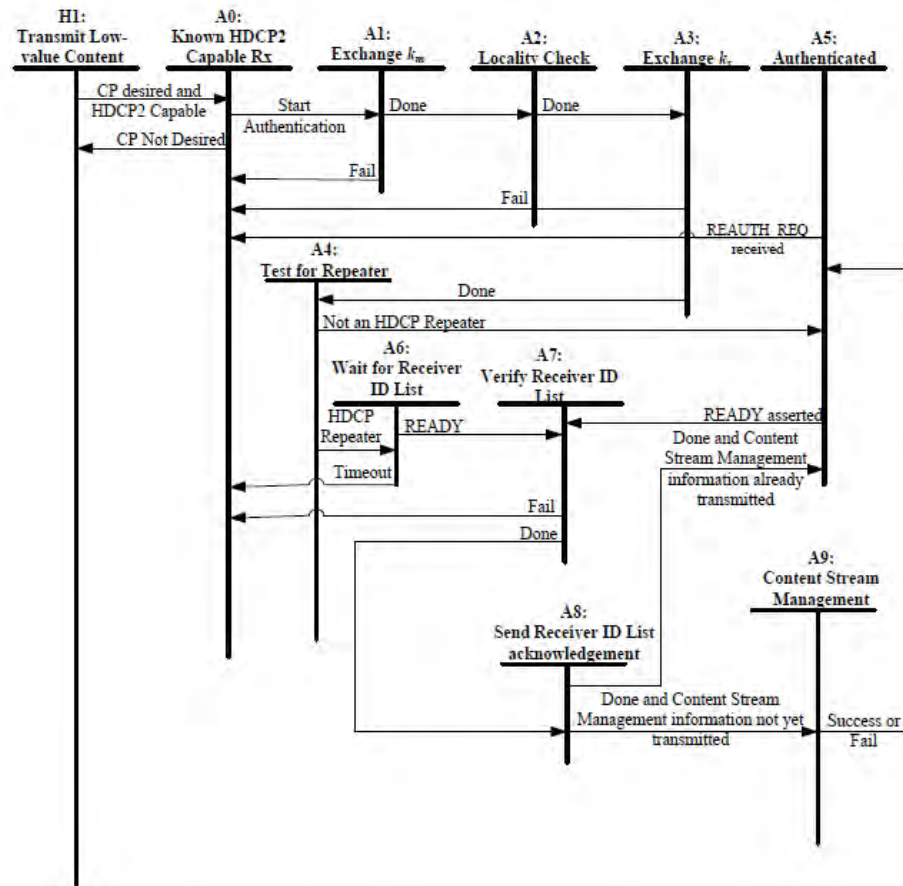 H1:
Transmit Low-
value Content
A0:
Known HDCP2
Capable Rx
A1:
Exchange km
A2:
Locality Check
A3:
Exchange ks
A5:
Authenticated
CP desired and
HDCP2 Capable
Start
Authentication
Done
Done
CP Not Desired
Fail
Fail
REAUTH_REQ
received
A4:
Test for Repeater
Done
Not an HDCP Repeater
A6:
Wait for Receiver
ID List
A7:
Verify Receiver ID
List
HDCP
Repeater
READY
READY asserted
Done and Content
Stream Management
information already
transmitted
Timeout
Fail
Done
A9:
Content Stream
Management
A8:
Send Receiver ID List
acknowledgement
Done and Content Stream
Management information not yet
transmitted
Success or
Fail